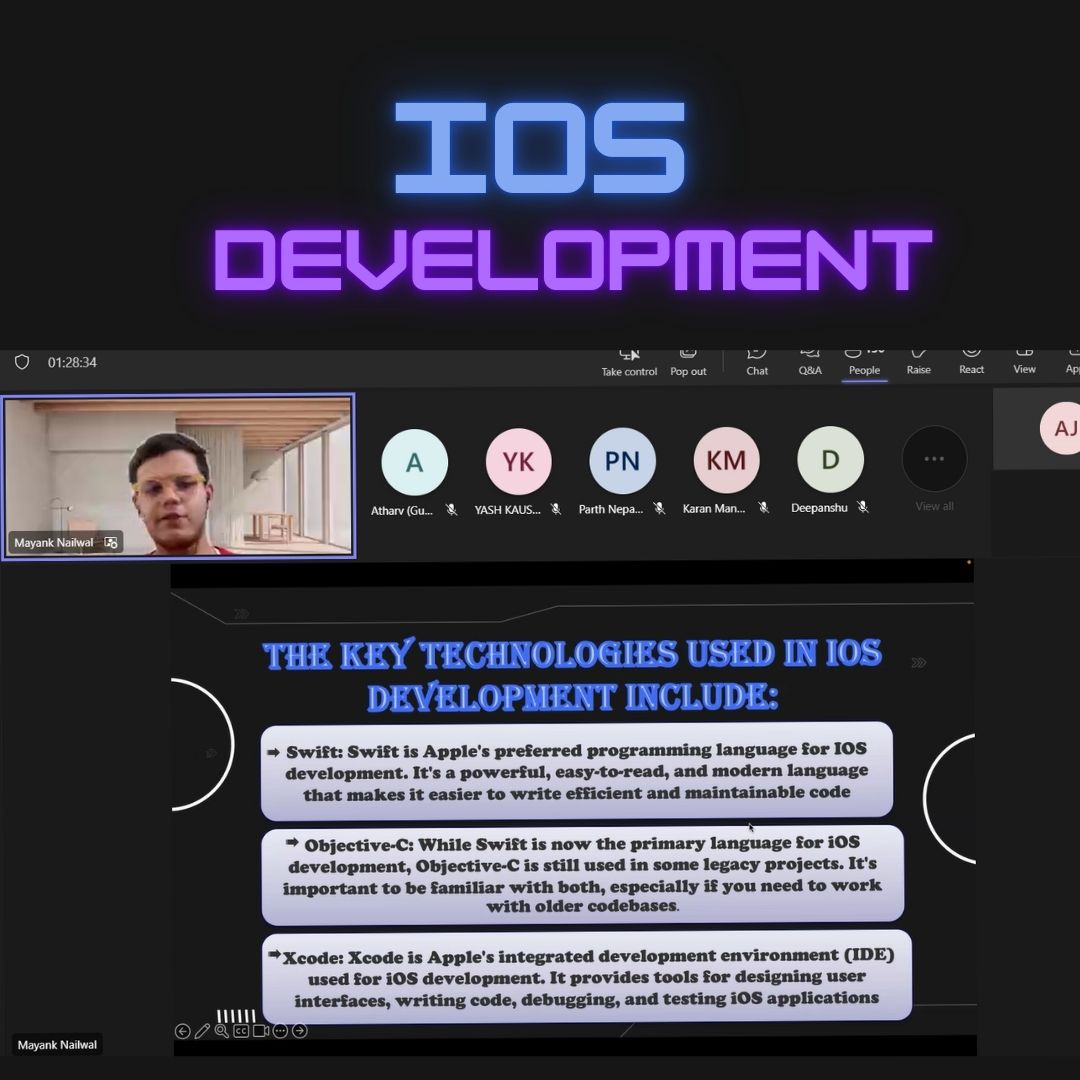 IOS
DEVELOPMENT
01:28:34
Take control
Pop out
Chat
Q&A
People
Raise
React
View
A
YK
PN
KM
D
AJ
Atharv (Gu...
YASH KAUS...
Parth Nepa...
Karan Man...
Deepanshu
View all
Mayank Nailwal
THE KEY TECHNOLOGIES USED IN IOS
DEVELOPMENT INCLUDE:
➡ Swift: Swift is Apple's preferred programming language for IOS
development. It's a powerful, easy-to-read, and modern language
that makes it easier to write efficient and maintainable code
➡ Objective-C: While Swift is now the primary language for iOS
development, Objective-C is still used in some legacy projects. It's
important to be familiar with both, especially if you need to work
with older codebases.
➡Xcode: Xcode is Apple's integrated development environment (IDE)
used for iOS development. It provides tools for designing user
interfaces, writing code, debugging, and testing iOS applications
CC
Mayank Nailwal